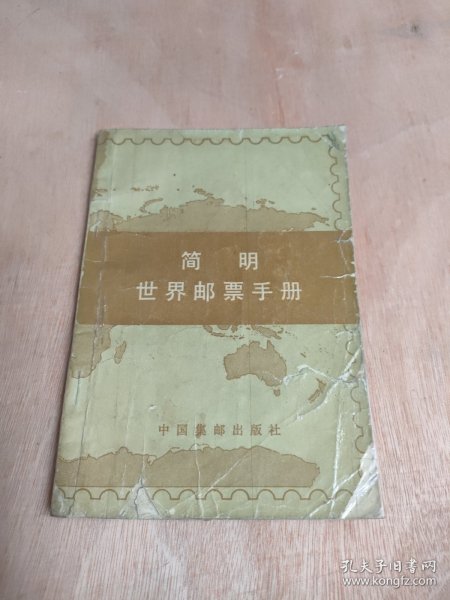 简 明
世界邮票手册
中国集邮出版社
孔夫子旧书网
www.kongfz.com